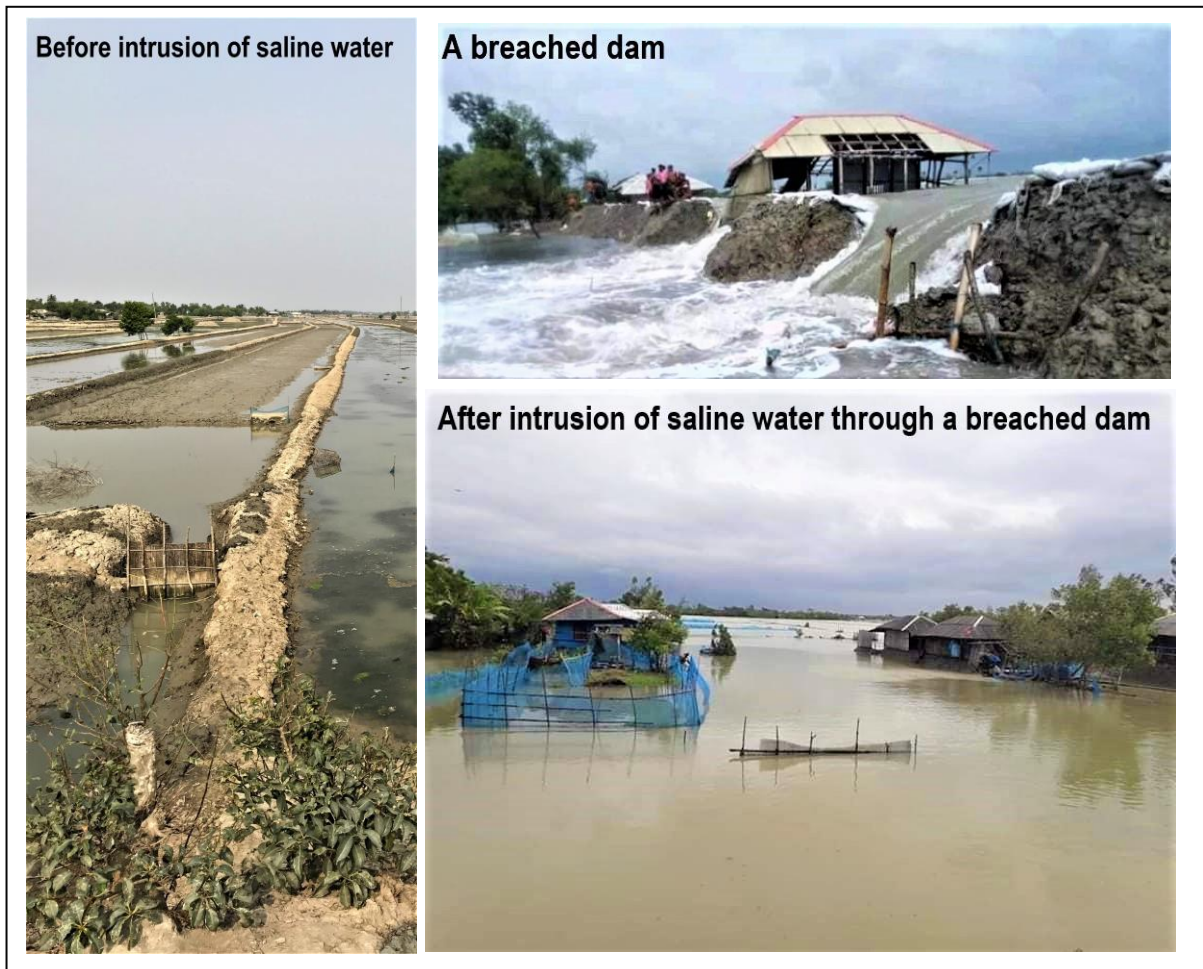 Before intrusion of saline water
A breached dam
After intrusion of saline water through a breached dam